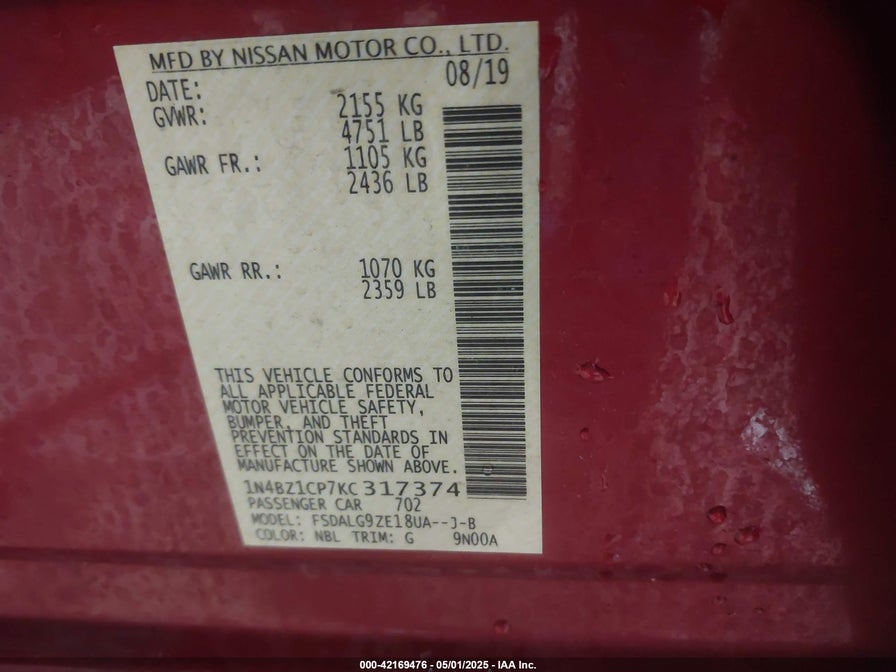 MFD BY NISSAN MOTOR CO., LTD.
DATE: 08/19
GVWR: 2155 KG
4751 LB
GAWR FR.: 1105 KG
2436 LB
GAWR RR.: 1070 KG
2359 LB
THIS VEHICLE CONFORMS TO
ALL APPLICABLE FEDERAL
MOTOR VEHICLE SAFETY,
BUMPER, AND THEFT
PREVENTION STANDARDS IN
EFFECT ON THE DATE OF
MANUFACTURE SHOWN ABOVE.
1N4BZ1CP7KC317374
PASSENGER CAR 702
MODEL: FSDALG9ZE18UA--J-B
COLOR: NBL TRIM: G 9N00A
000-42169476 - 05/01/2025 - IAA Inc.